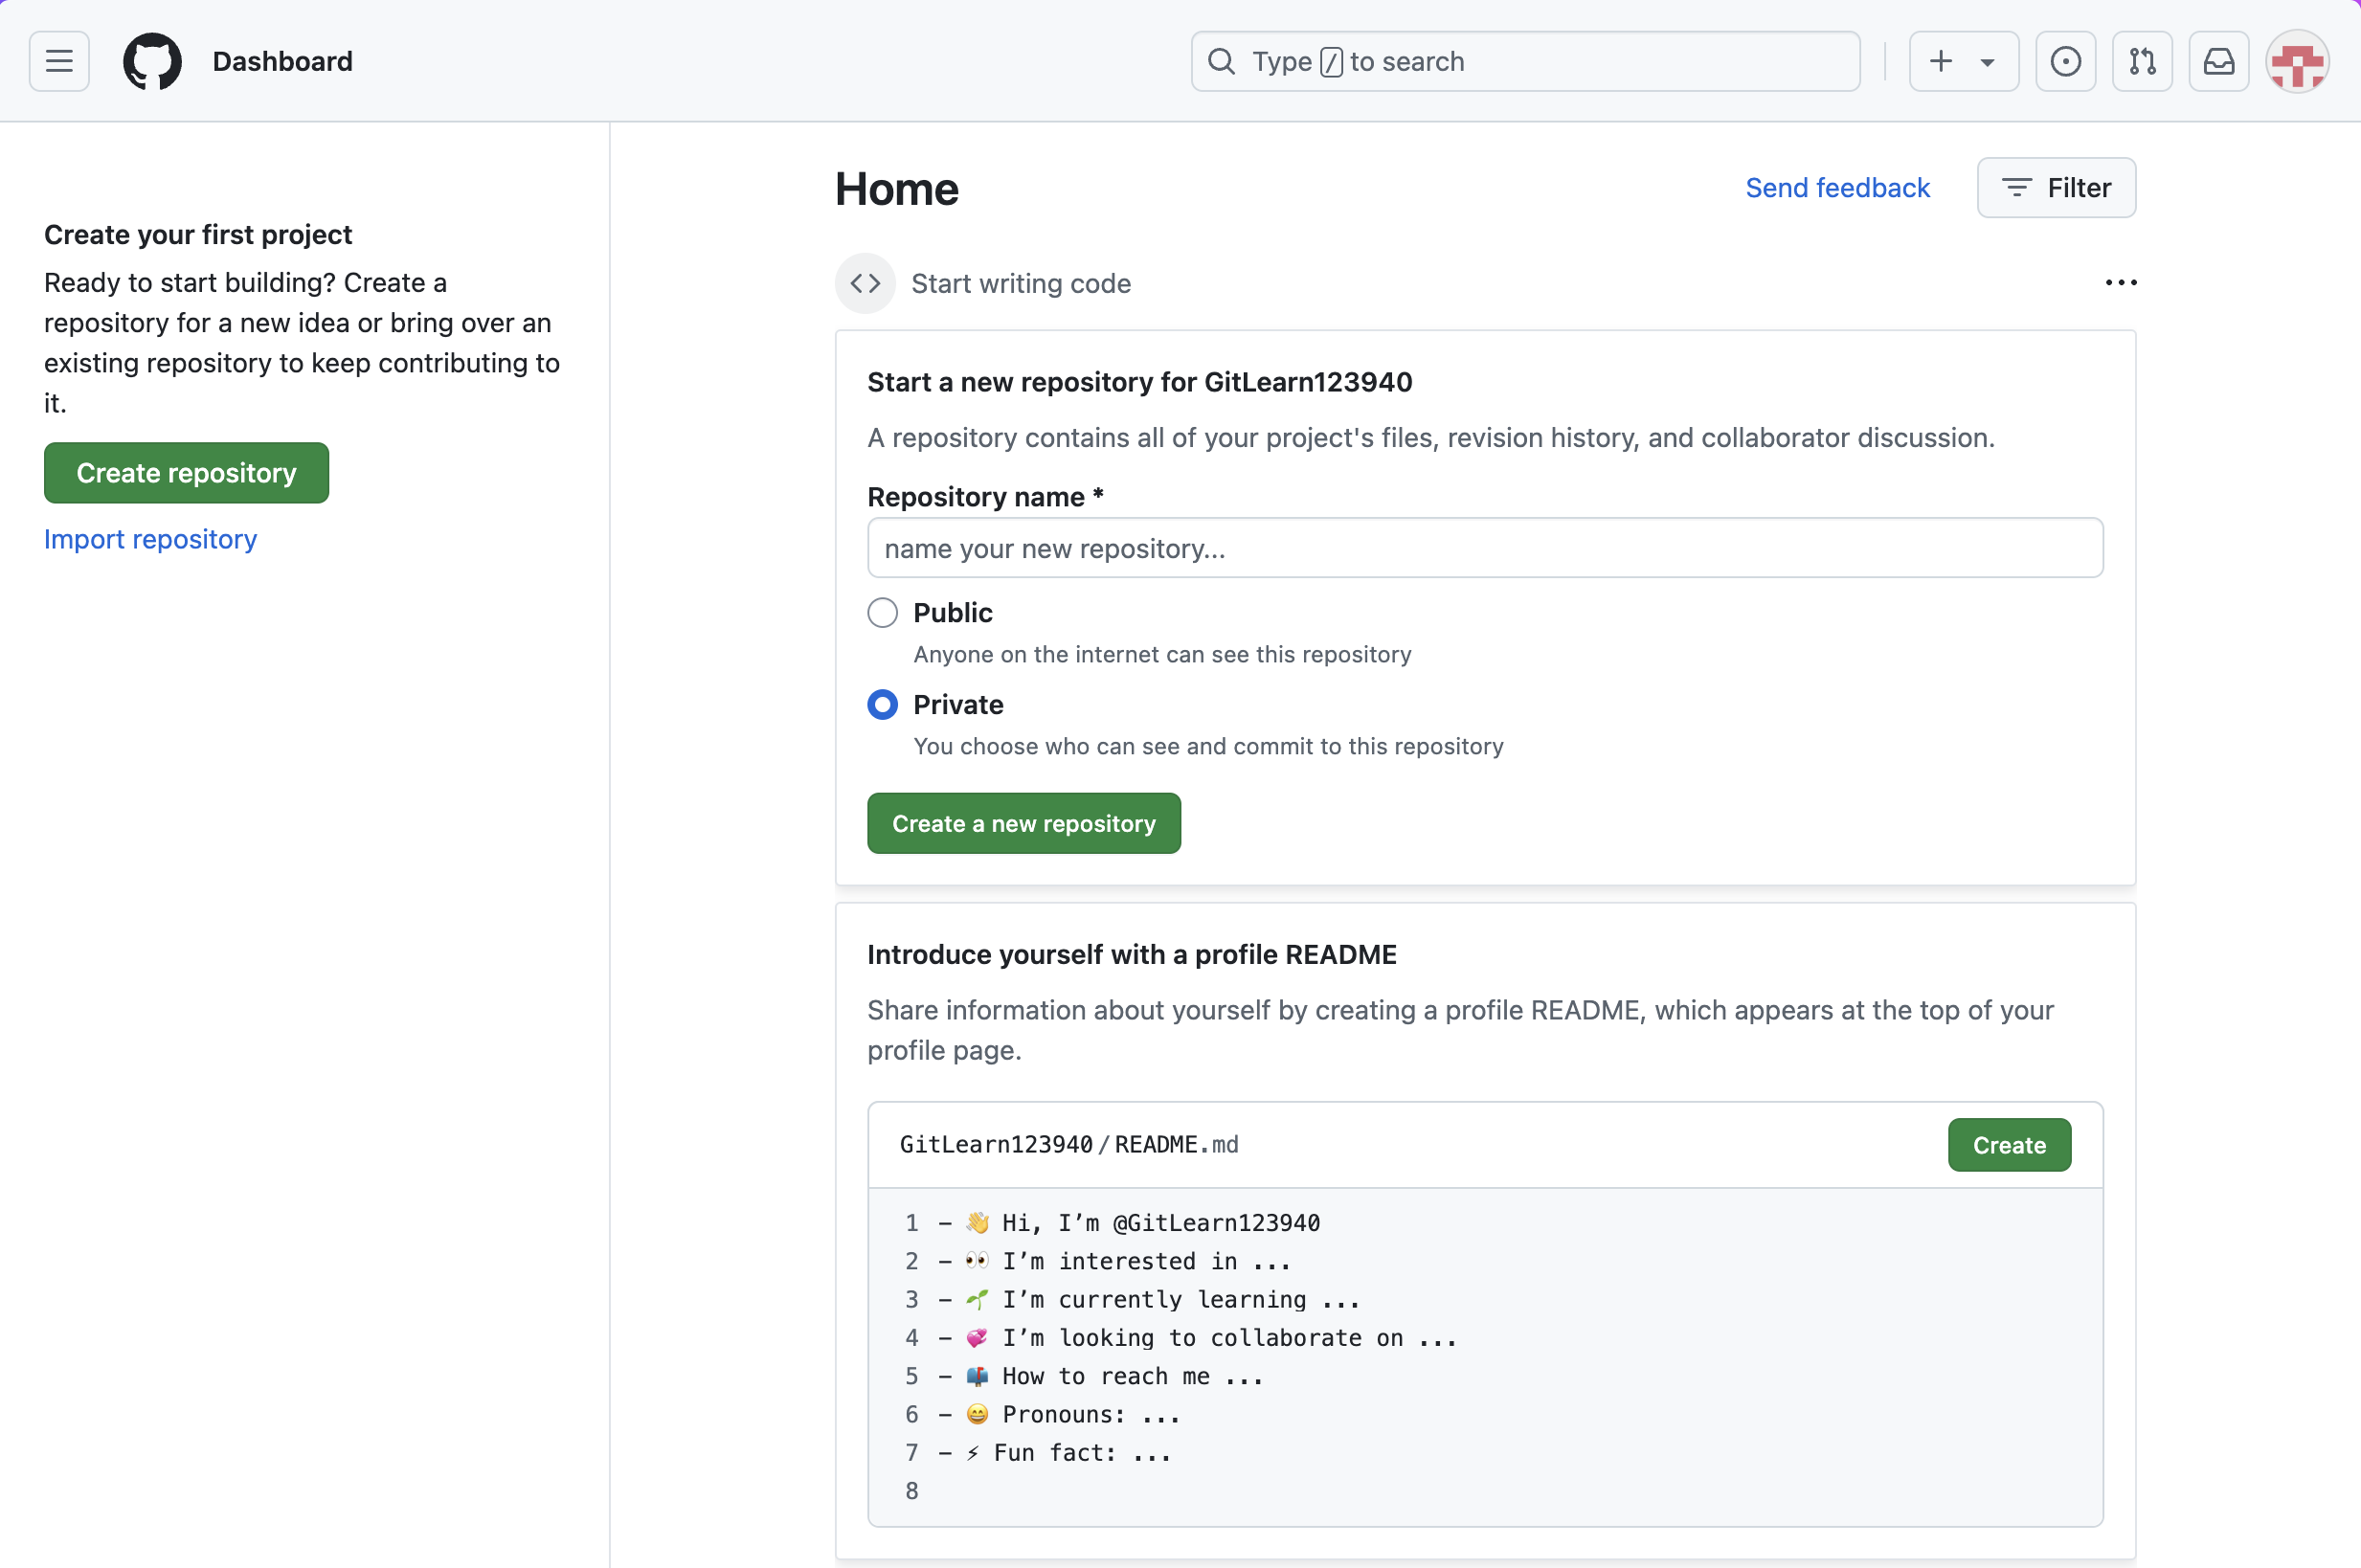 Dashboard
Type / to search
Create your first project
Ready to start building? Create a
repository for a new idea or bring over an
existing repository to keep contributing to
it.
Create repository
Import repository
Home
Send feedback
Filter
Start writing code
Start a new repository for GitLearn123940
A repository contains all of your project's files, revision history, and collaborator discussion.
Repository name *
name your new repository...
Public
Anyone on the internet can see this repository
Private
You choose who can see and commit to this repository
Create a new repository
Introduce yourself with a profile README
Share information about yourself by creating a profile README, which appears at the top of your
profile page.
GitLearn123940/README.md
Create
1 - 👋 Hi, I’m @GitLearn123940
2 - 👀 I’m interested in ...
3 - 🌱 I’m currently learning ...
4 - 💞️ I’m looking to collaborate on ...
5 - 📫 How to reach me ...
6 - 😄 Pronouns: ...
7 - ⚡ Fun fact: ...
8